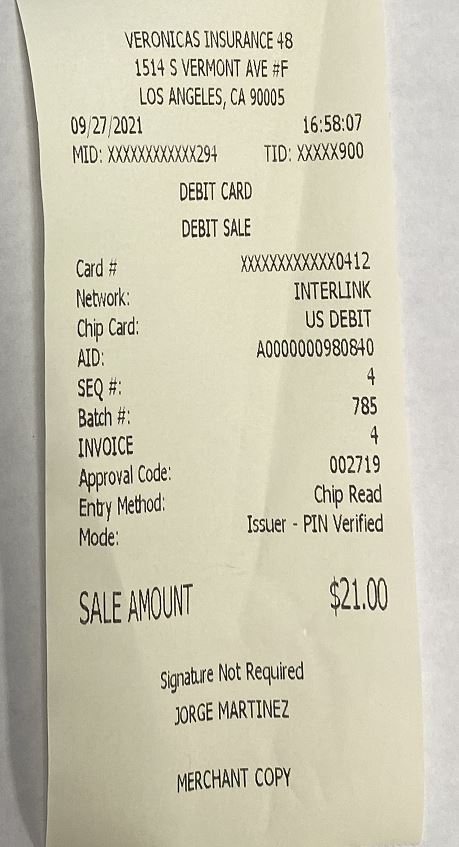 VERONICAS INSURANCE 48
1514 S VERMONT AVE #F
LOS ANGELES, CA 90005
09/27/2021 16:58:07
MID: XXXXXXXXXXXX294 TID: XXXXX900
DEBIT CARD
DEBIT SALE
Card # XXXXXXXXXXXX0412
Network: INTERLINK
Chip Card: US DEBIT
AID: A0000000980840
SEQ #: 4
Batch #: 785
INVOICE 4
Approval Code: 002719
Entry Method: Chip Read
Mode: Issuer - PIN Verified
SALE AMOUNT $21.00
Signature Not Required
JORGE MARTINEZ
MERCHANT COPY